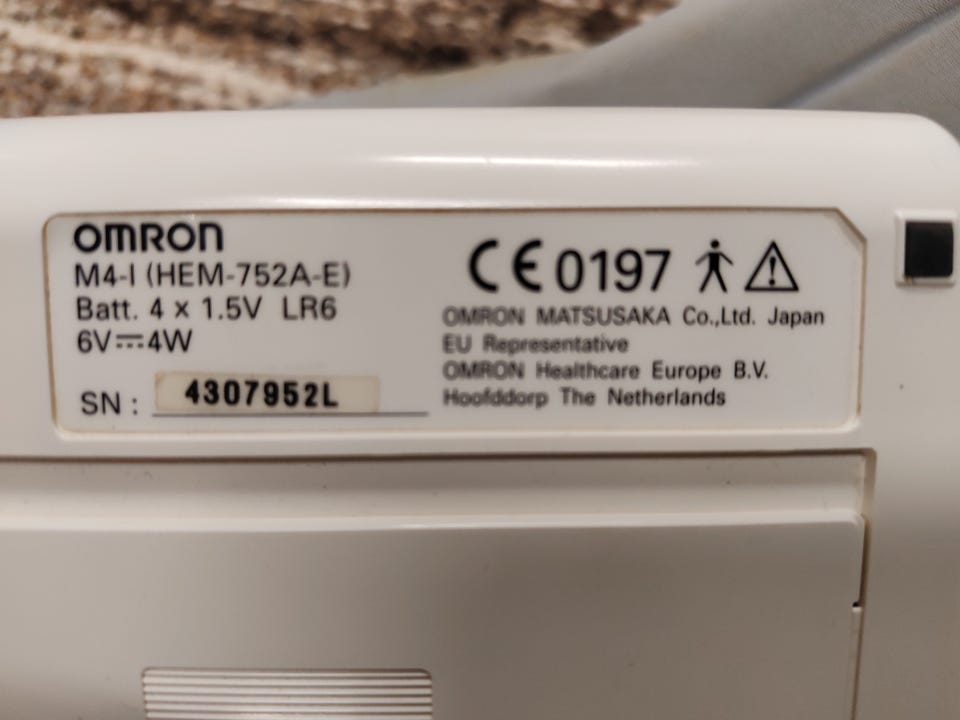 OMRON
M4-I (HEM-752A-E)
Batt. 4 x 1.5V LR6
6V⎓4W
SN : 4307952L
CE 0197
OMRON MATSUSAKA Co.,Ltd. Japan
EU Representative
OMRON Healthcare Europe B.V.
Hoofddorp The Netherlands